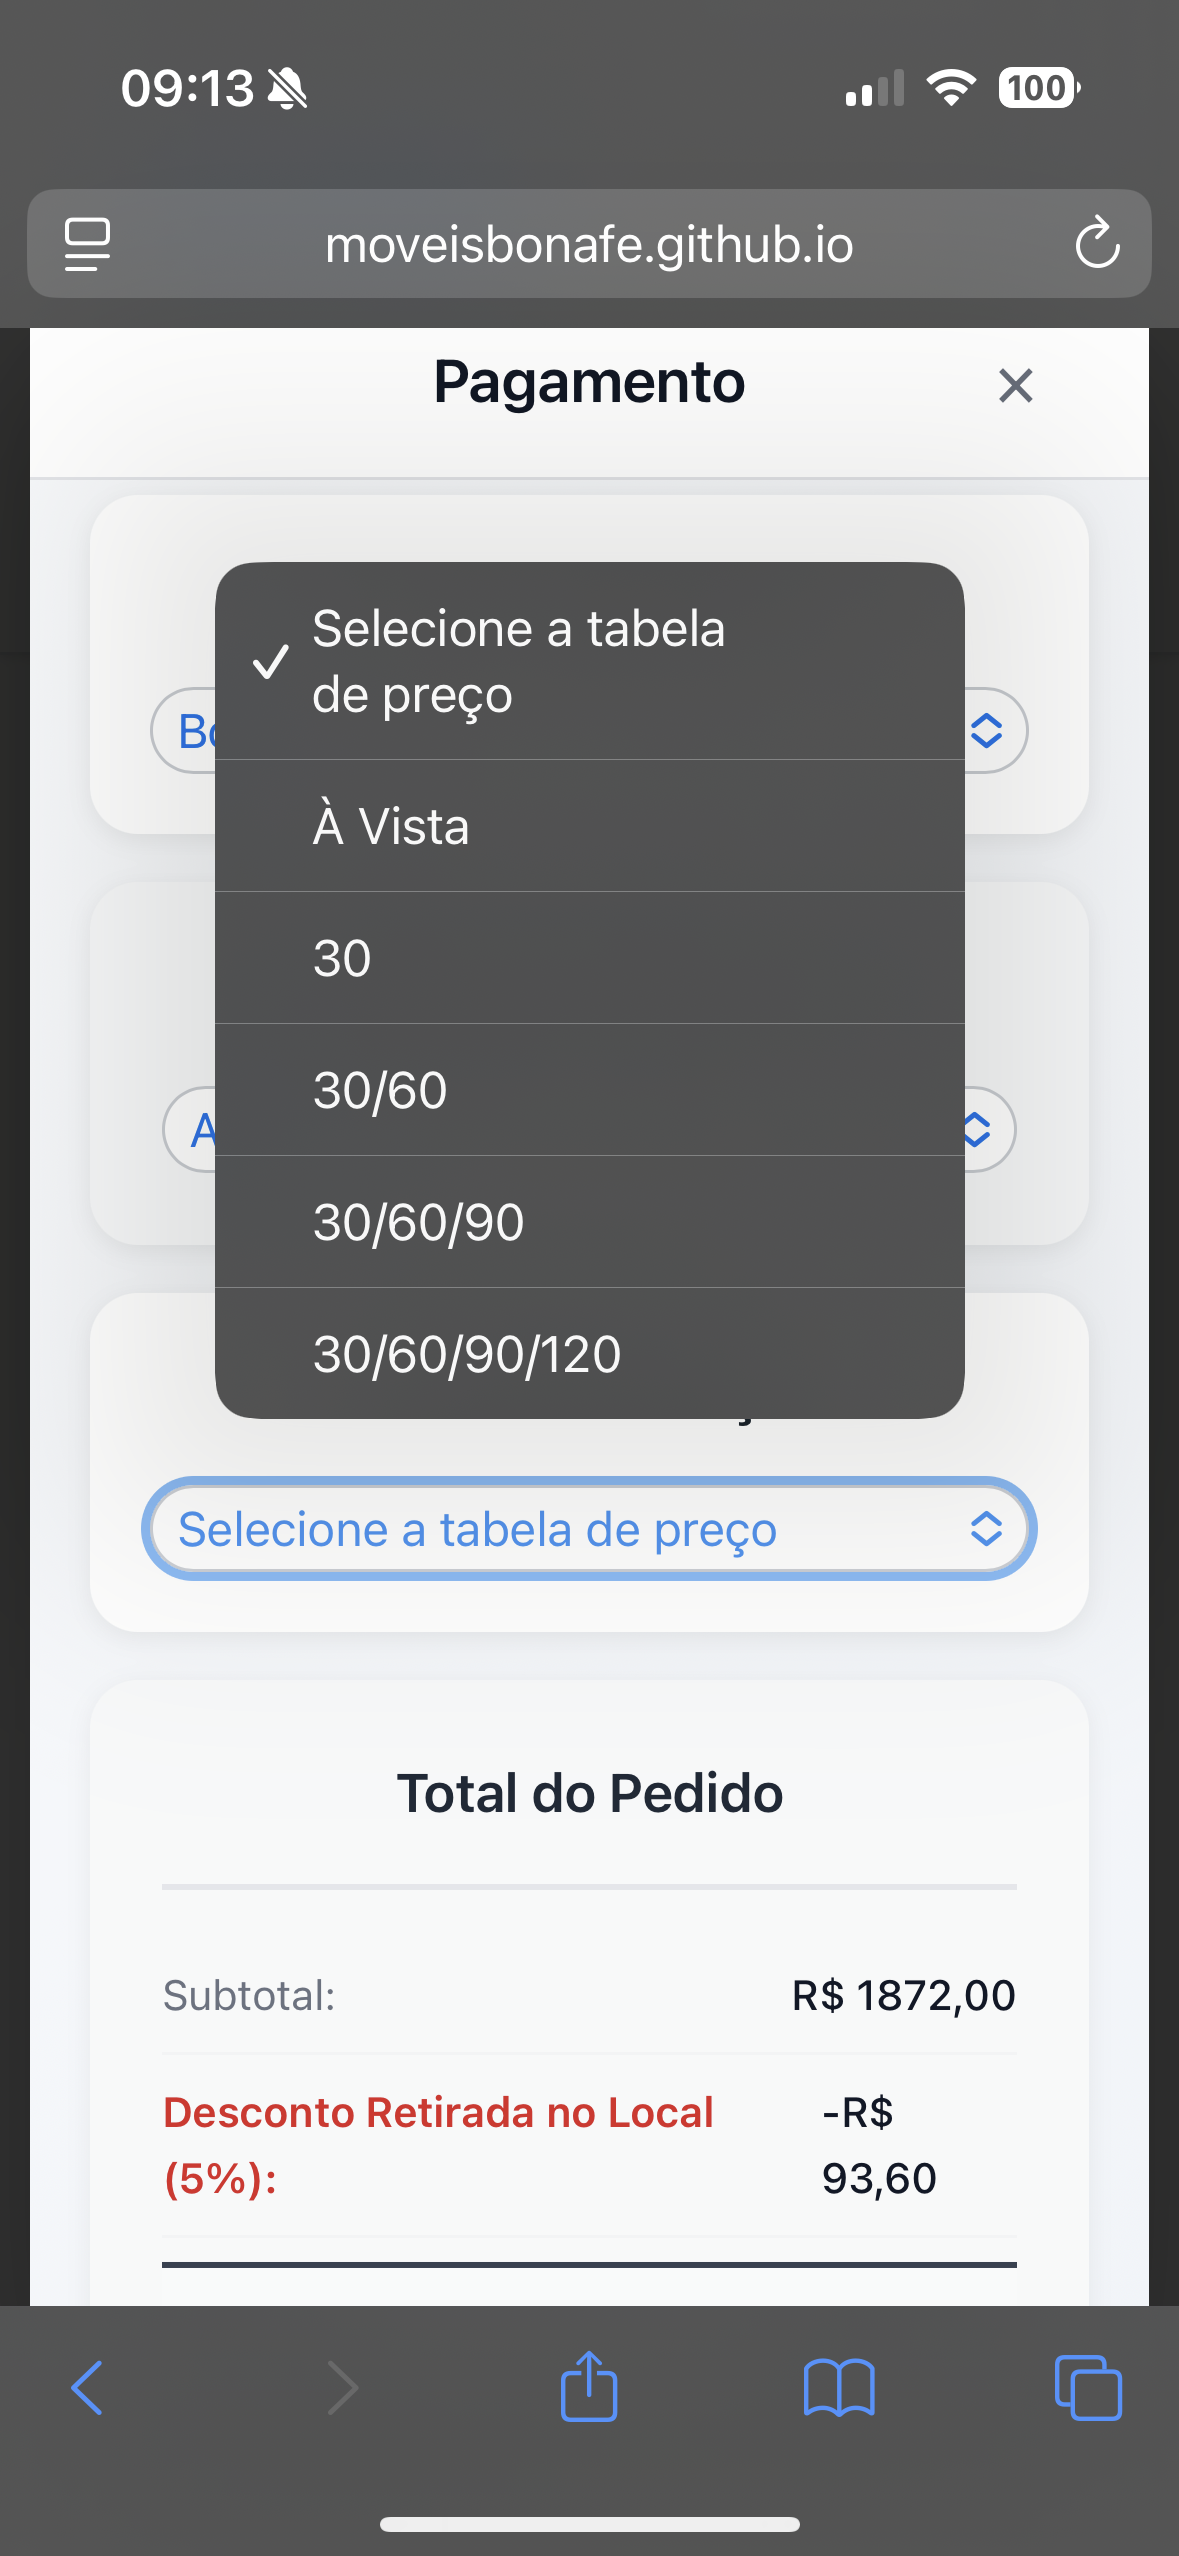 09:13
100
moveisbonafe.github.io
Pagamento
Selecione a tabela
de preço
À Vista
30
30/60
30/60/90
30/60/90/120
Selecione a tabela de preço
Total do Pedido
Subtotal: R$ 1872,00
Desconto Retirada no Local -R$
(5%): 93,60